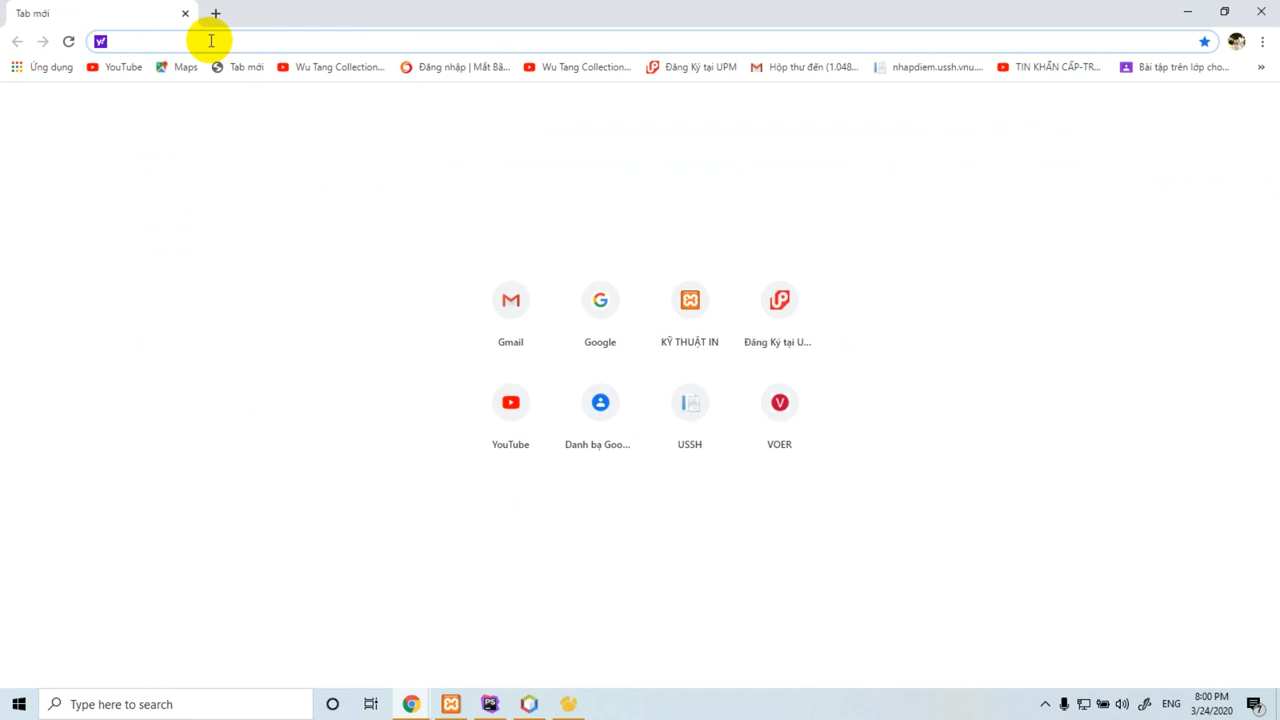 Tab mới
Ứng dụng YouTube Maps Tab mới Wu Tang Collection... Đăng nhập | Mắt Bã... Wu Tang Collection... Đăng Ký tại UPM Hộp thư đến (1.048... nhapdiem.ussh.vnu.... TIN KHẨN CẤP-TR... Bài tập trên lớp cho... »
Gmail Google KỸ THUẬT IN Đăng Ký tại U...
YouTube Danh bạ Goo... USSH VOER
Type here to search
PS
ENG
8:00 PM
3/24/2020
7